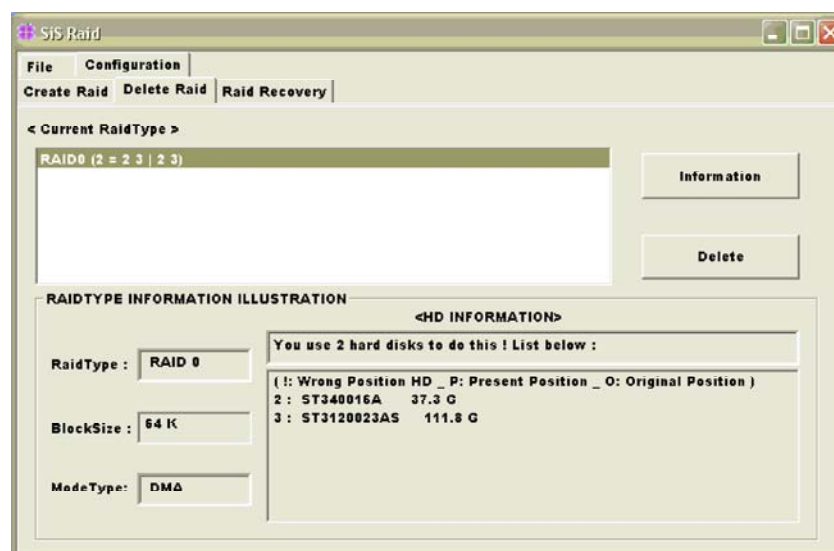 SiS Raid
File Configuration
Create Raid Delete Raid Raid Recovery
< Current RaidType >
RAID0 (2 = 2 3 | 2 3)
Information
Delete
RAIDTYPE INFORMATION ILLUSTRATION
<HD INFORMATION>
You use 2 hard disks to do this ! List below :
RaidType : RAID 0
( !: Wrong Position HD _ P: Present Position _ O: Original Position )
2 : ST340016A 37.3 G
3 : ST3120023AS 111.8 G
BlockSize : 64 K
ModeType: DMA